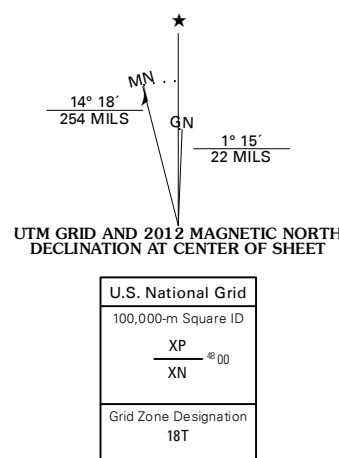 ★
MN
14° 18´
254 MILS
GN
1° 15´
22 MILS
UTM GRID AND 2012 MAGNETIC NORTH
DECLINATION AT CENTER OF SHEET
U.S. National Grid
100,000-m Square ID
XP
48 00
XN
Grid Zone Designation
18T